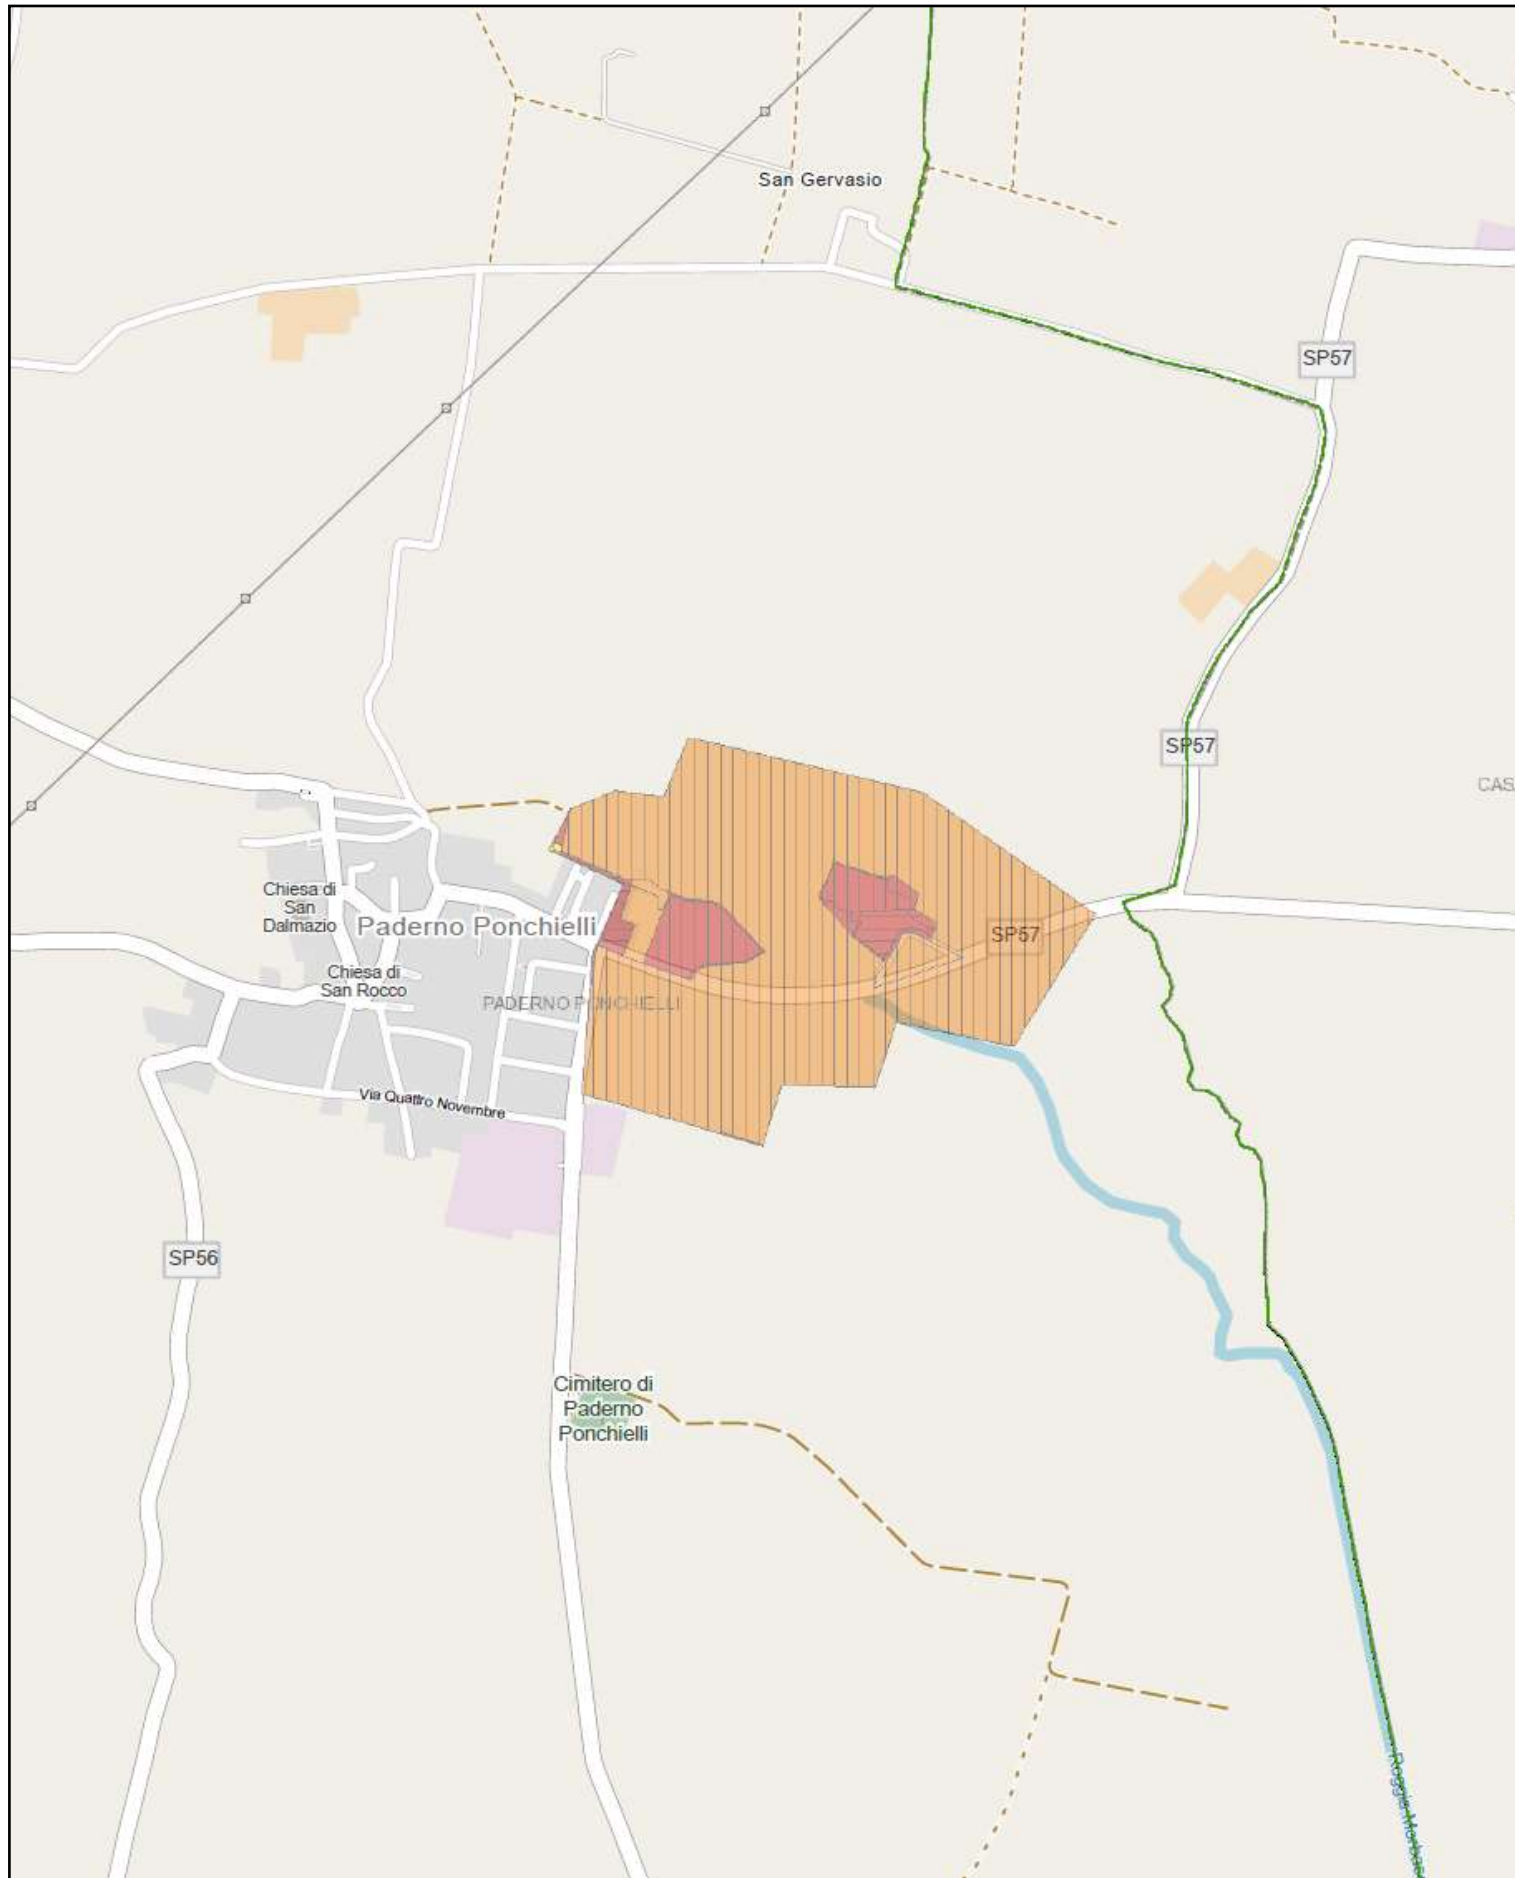 San Gervasio
SP57
SP57
CAS
Chiesa di
San
Dalmazio
Paderno Ponchielli
SP57
Chiesa di
San Rocco
PADERNO PONCHIELLI
Via Quattro Novembre
SP56
Cimitero di
Paderno
Ponchielli
Roggia